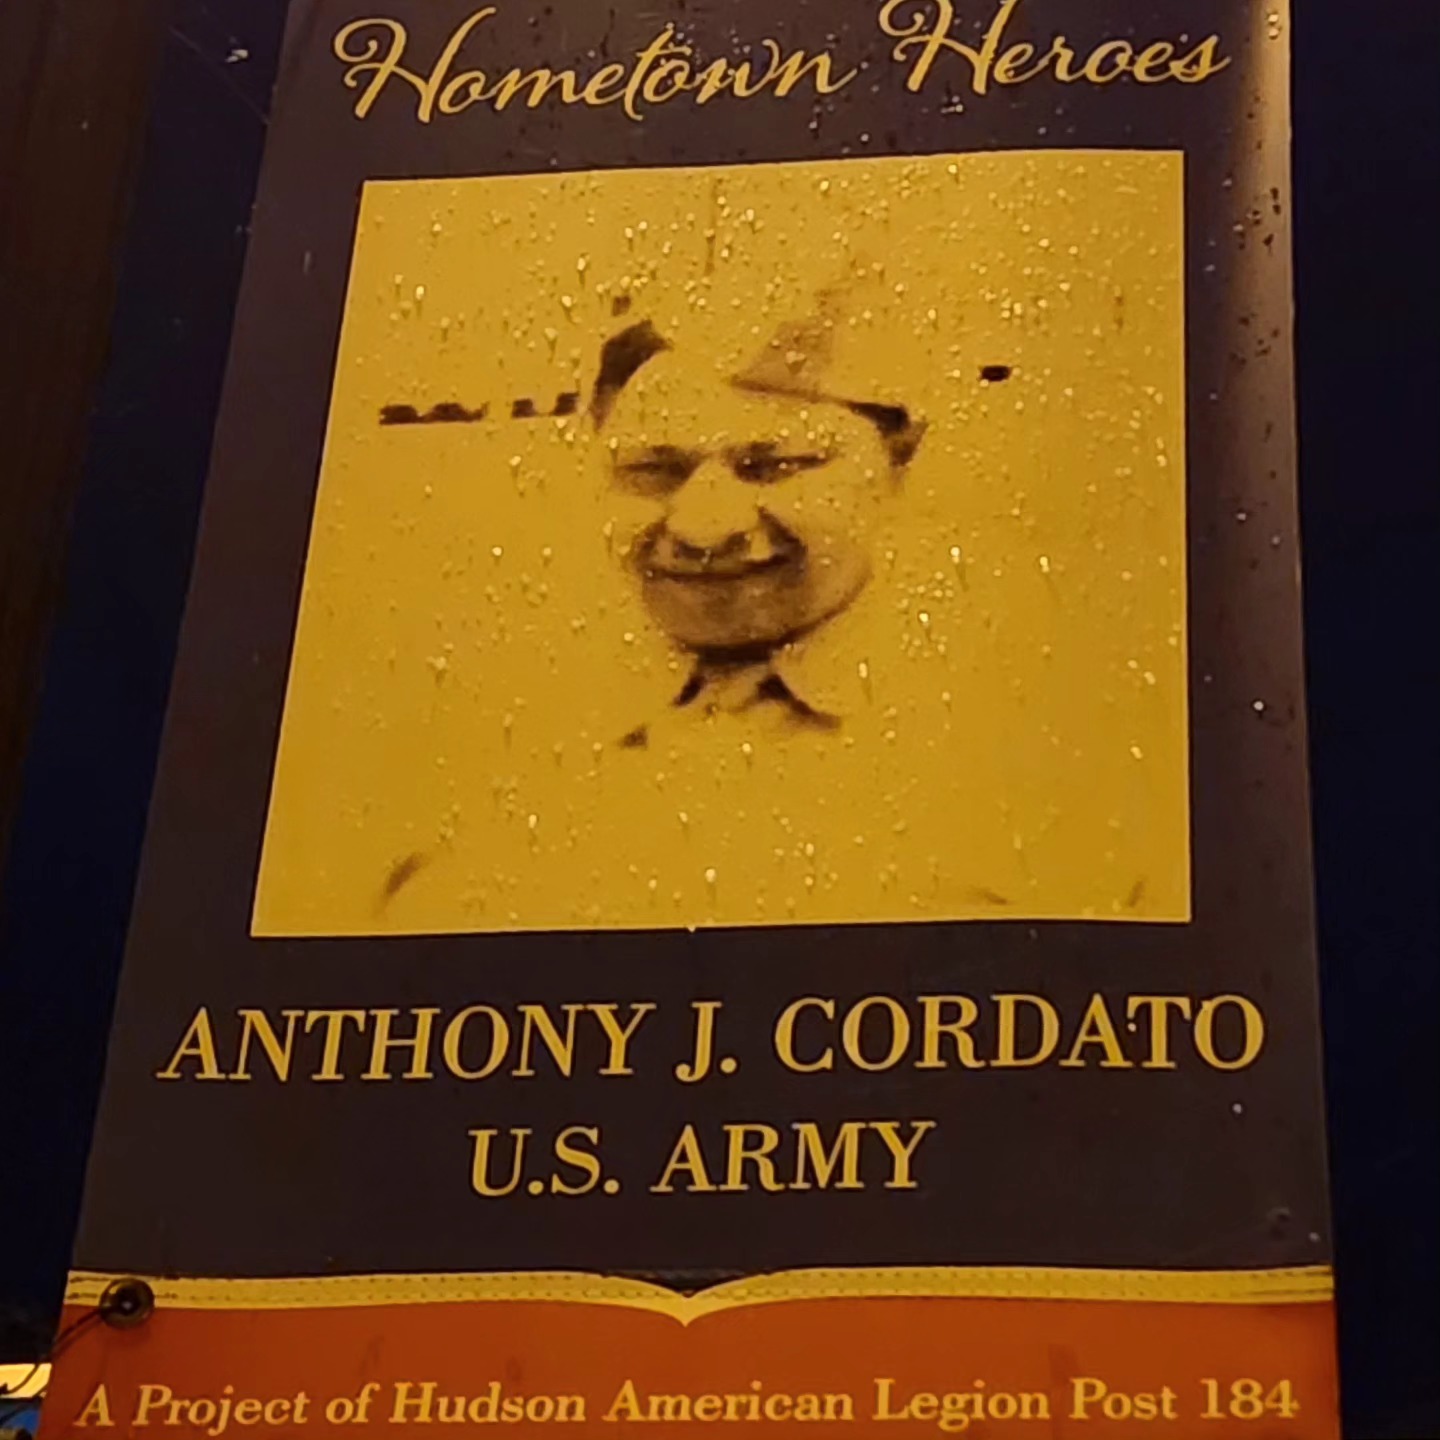 Hometown Heroes
ANTHONY J. CORDATO
U.S. ARMY
A Project of Hudson American Legion Post 184